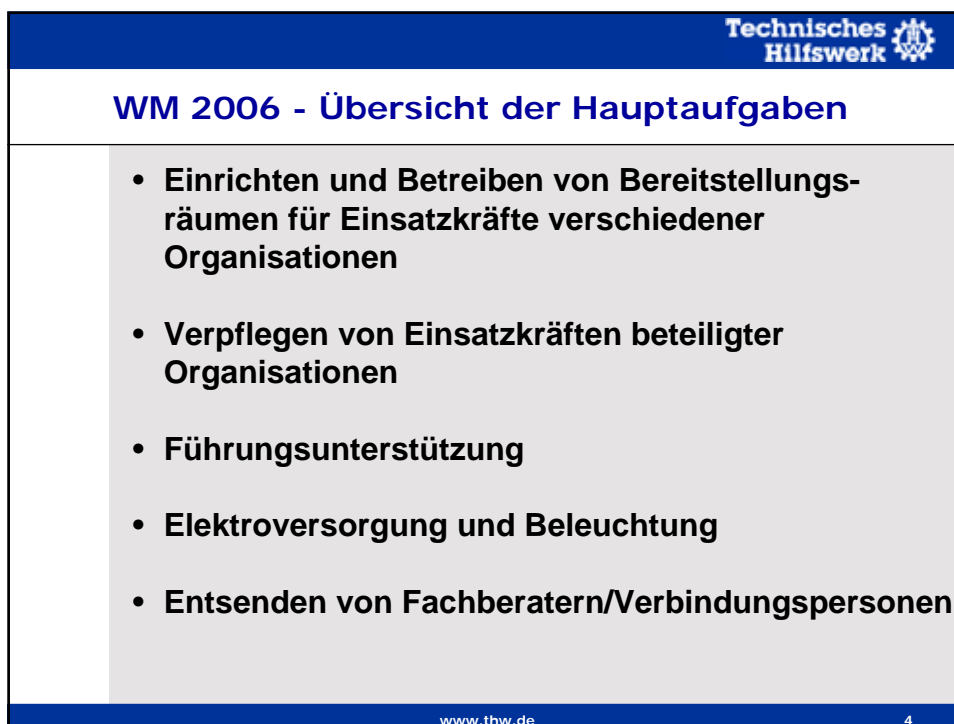 Technisches
Hilfswerk
WM 2006 - Übersicht der Hauptaufgaben
• Einrichten und Betreiben von Bereitstellungs-
räumen für Einsatzkräfte verschiedener
Organisationen
• Verpflegen von Einsatzkräften beteiligter
Organisationen
• Führungsunterstützung
• Elektroversorgung und Beleuchtung
• Entsenden von Fachberatern/Verbindungspersonen
www.thw.de 4